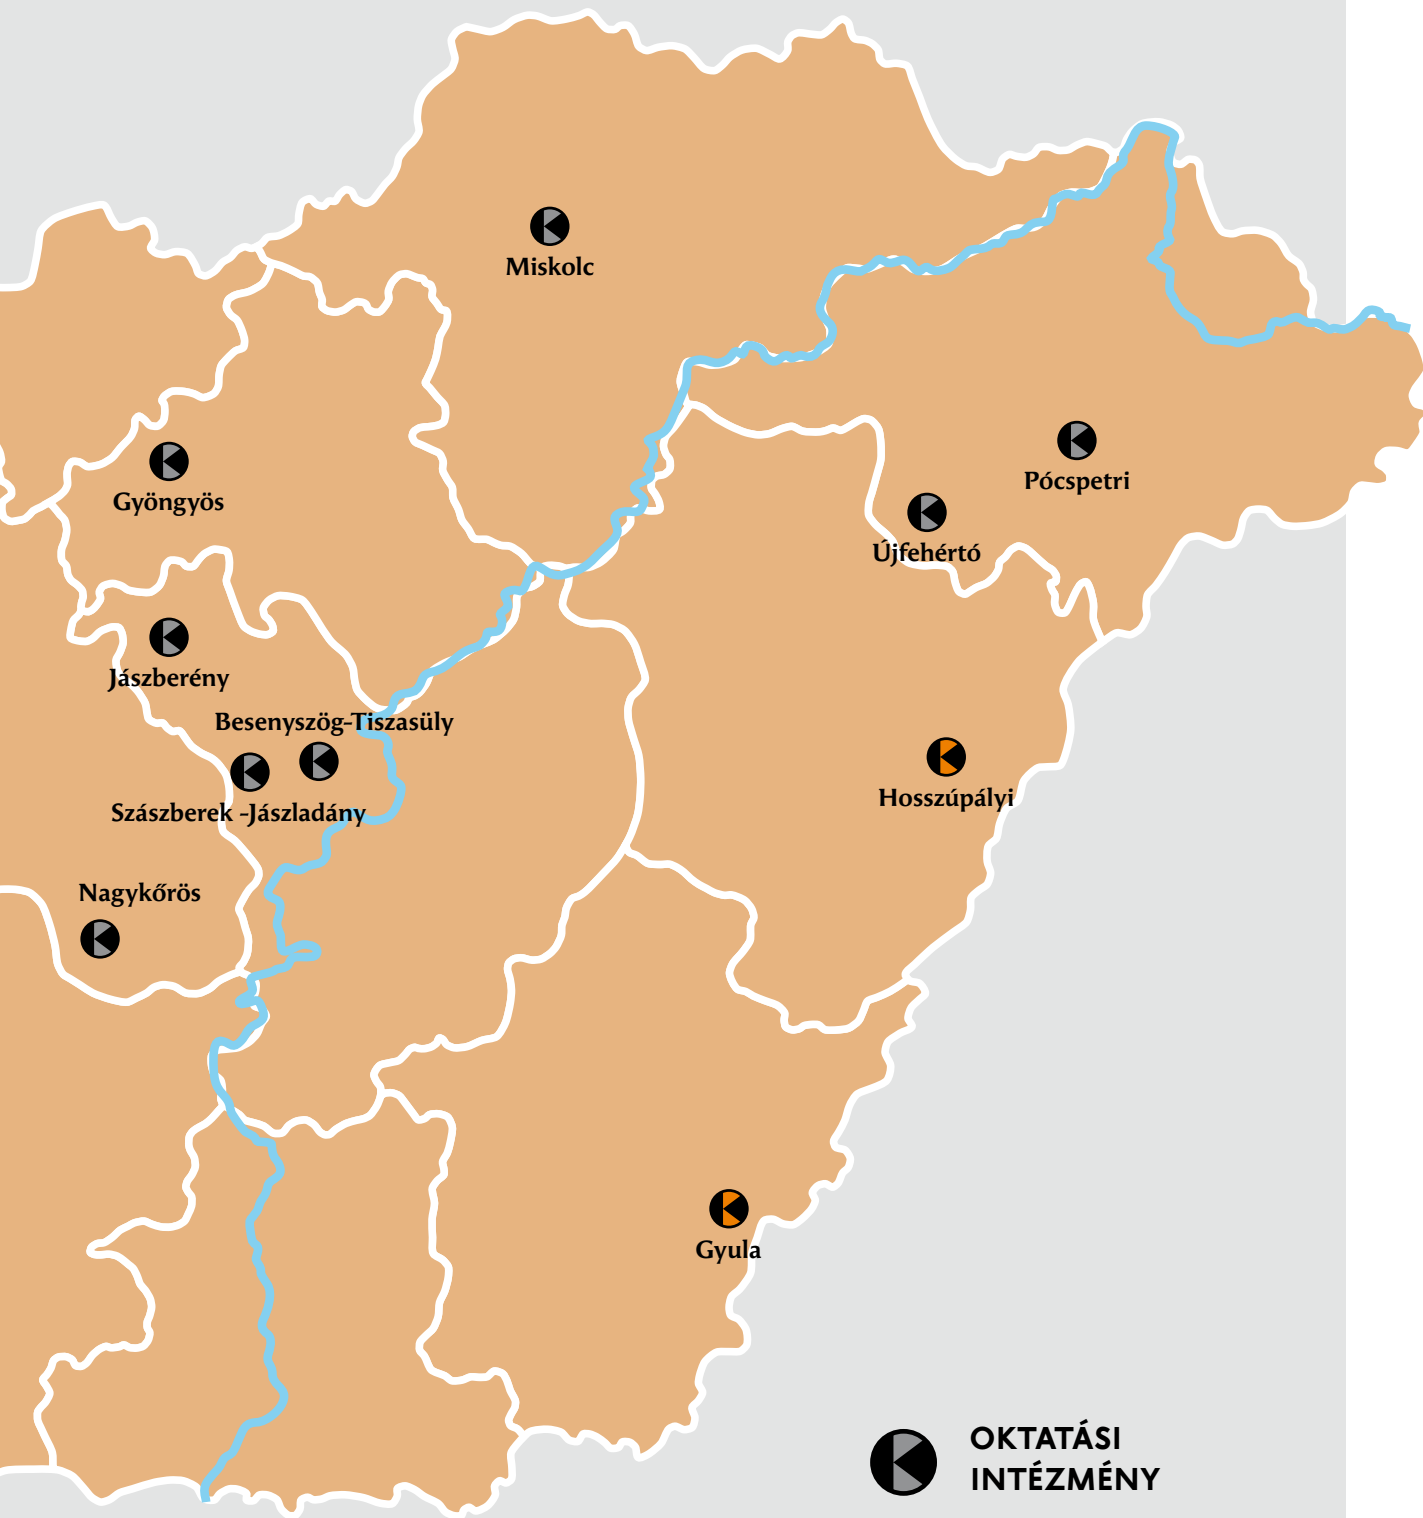 Miskolc
Pócspetri
Gyöngyös
Újfehértó
Jászberény
Besenyszög-Tiszasüly
Hosszúpályi
Szászberek -Jászladány
Nagykőrös
Gyula
OKTATÁSI
INTÉZMÉNY